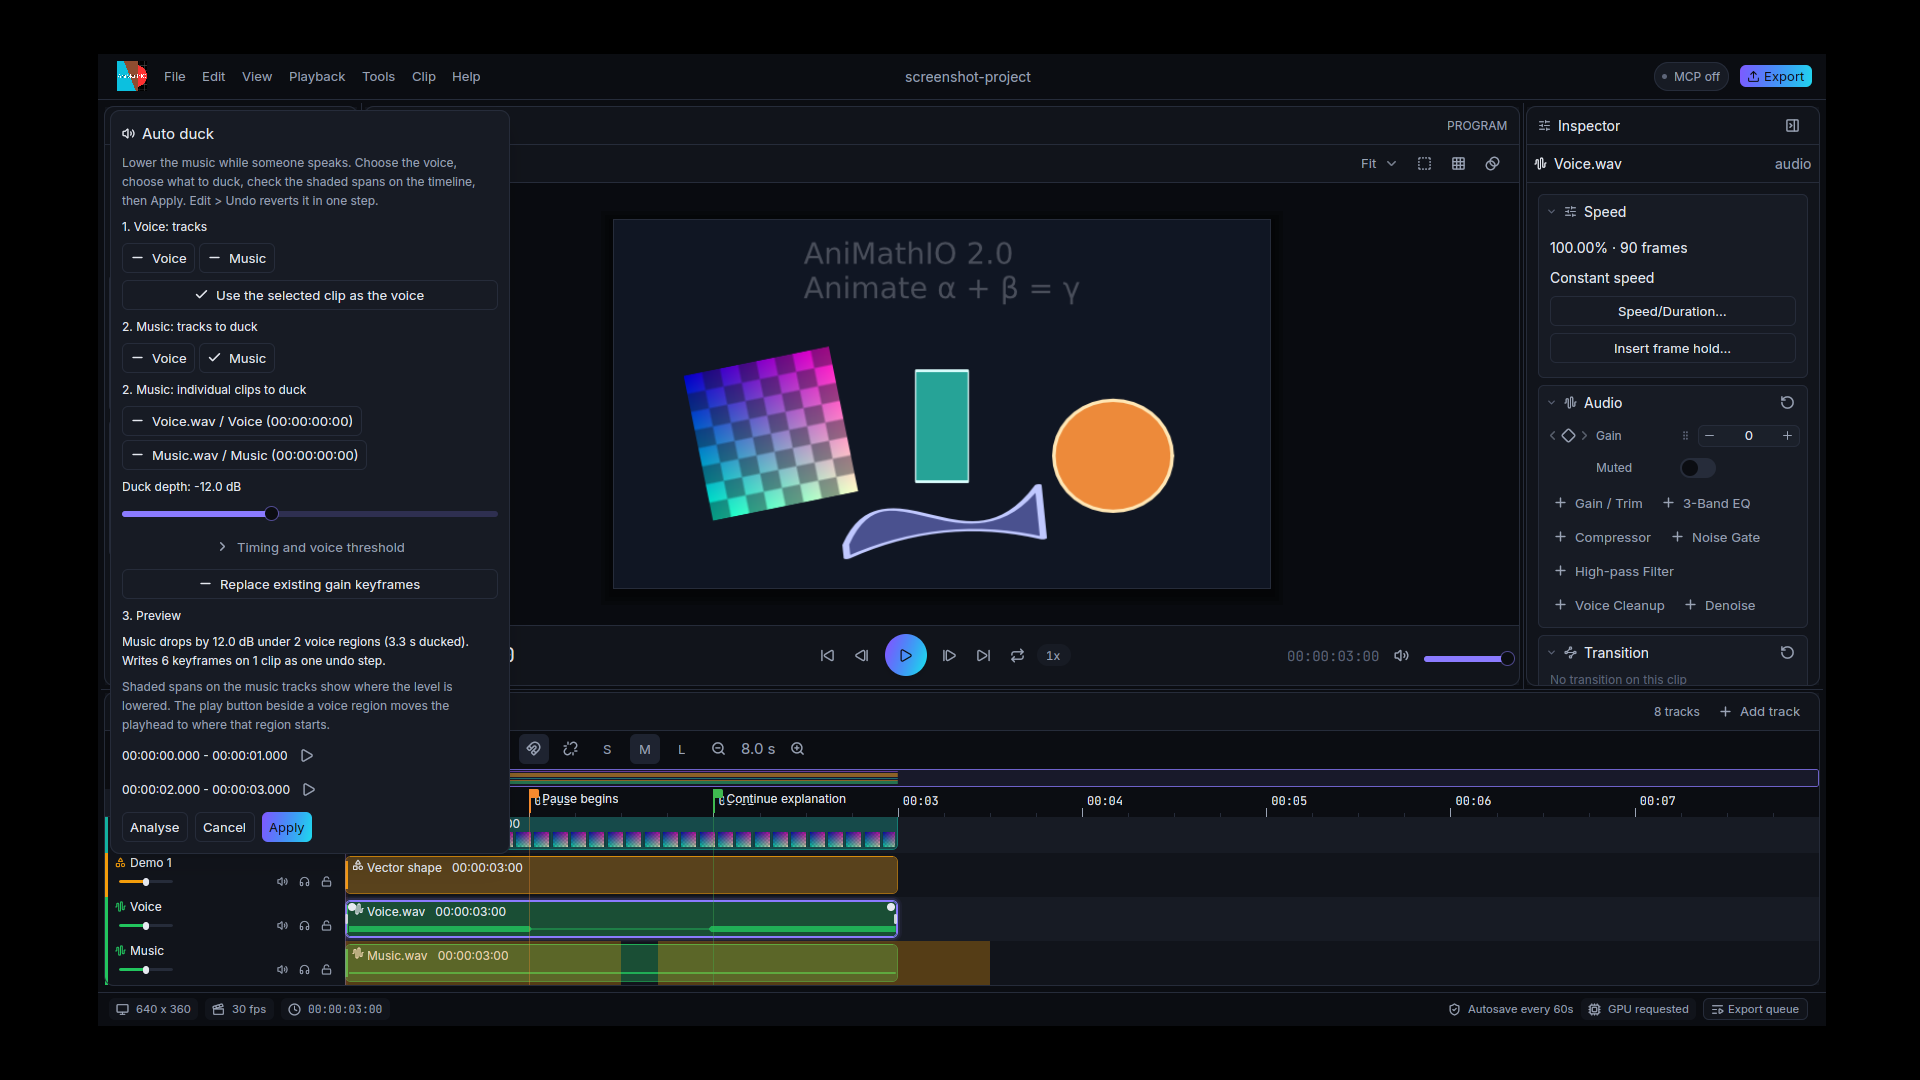 File Edit View Playback Tools Clip Help
screenshot-project
MCP off
Export
Auto duck
Lower the music while someone speaks. Choose the voice,
choose what to duck, check the shaded spans on the timeline,
then Apply. Edit > Undo reverts it in one step.
1. Voice: tracks
Voice Music
Use the selected clip as the voice
2. Music: tracks to duck
Voice Music
2. Music: individual clips to duck
Voice.wav / Voice (00:00:00:00)
Music.wav / Music (00:00:00:00)
Duck depth: -12.0 dB
Timing and voice threshold
Replace existing gain keyframes
3. Preview
Music drops by 12.0 dB under 2 voice regions (3.3 s ducked).
Writes 6 keyframes on 1 clip as one undo step.
Shaded spans on the music tracks show where the level is
lowered. The play button beside a voice region moves the
playhead to where that region starts.
00:00:00.000 - 00:00:01.000
00:00:02.000 - 00:00:03.000
Analyse Cancel Apply
PROGRAM
Fit
AniMathIO 2.0
Animate α + β = γ
1x
00:00:03:00
Inspector
Voice.wav audio
Speed
100.00% · 90 frames
Constant speed
Speed/Duration...
Insert frame hold...
Audio
Gain 0
Muted
Gain / Trim 3-Band EQ
Compressor Noise Gate
High-pass Filter
Voice Cleanup Denoise
Transition
No transition on this clip
8 tracks Add track
S M L 8.0 s
Pause begins Continue explanation 00:03 00:04 00:05 00:06 00:07
Demo 1
Vector shape 00:00:03:00
Voice
Voice.wav 00:00:03:00
Music
Music.wav 00:00:03:00
640 x 360 30 fps 00:00:03:00
Autosave every 60s GPU requested Export queue